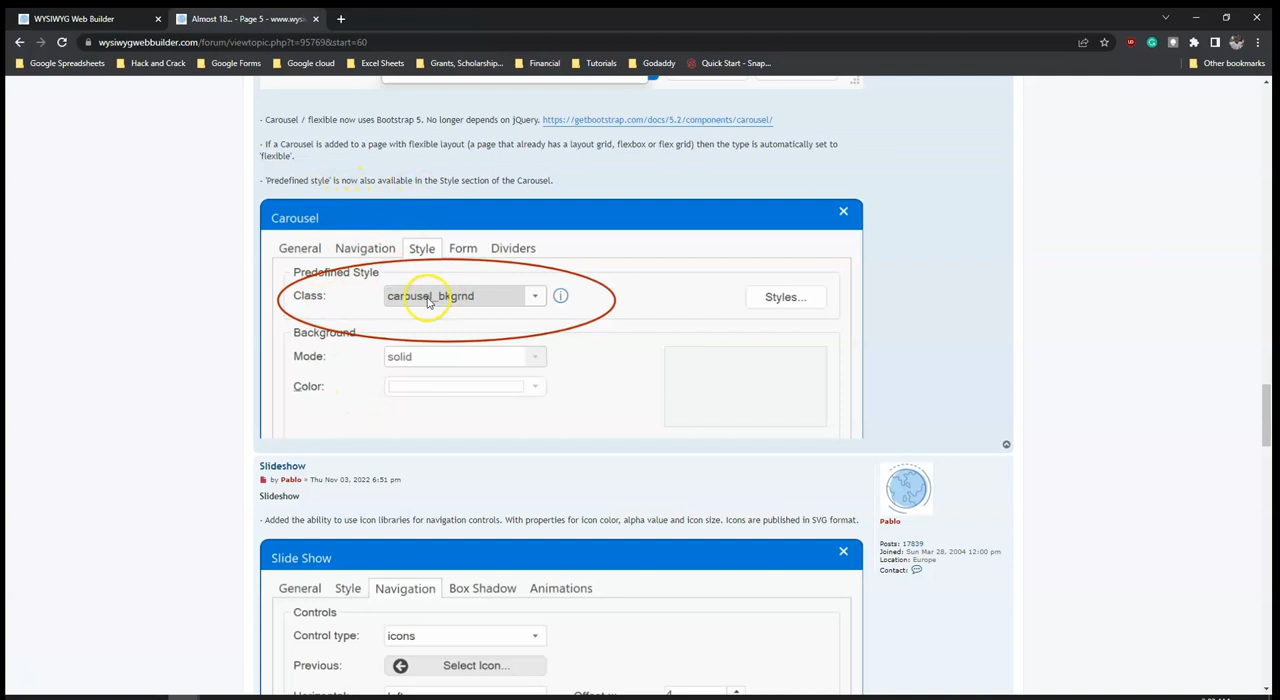 WYSIWYG Web Builder
Almost 18... - Page 5 - www.wysi
wysiwygwebbuilder.com/forum/viewtopic.php?t=95769&start=60
Google Spreadsheets
Hack and Crack
Google Forms
Google cloud
Excel Sheets
Grants, Scholarship...
Financial
Tutorials
Godaddy
Quick Start - Snap...
Other bookmarks
- Carousel / flexible now uses Bootstrap 5. No longer depends on jQuery. https://getbootstrap.com/docs/5.2/components/carousel/
- If a Carousel is added to a page with flexible layout (a page that already has a layout grid, flexbox or flex grid) then the type is automatically set to
'flexible'.
- 'Predefined style' is now also available in the Style section of the Carousel.
Carousel
General Navigation Style Form Dividers
Predefined Style
Class: carousel_bkgrnd Styles...
Background
Mode: solid
Color:
Slideshow
by Pablo » Thu Nov 03, 2022 6:51 pm
Slideshow
- Added the ability to use icon libraries for navigation controls. With properties for icon color, alpha value and icon size. Icons are published in SVG format.
Pablo
Posts: 17839
Joined: Sun Mar 28, 2004 12:00 pm
Location: Europe
Contact:
Slide Show
General Style Navigation Box Shadow Animations
Controls
Control type: icons
Previous: Select Icon...